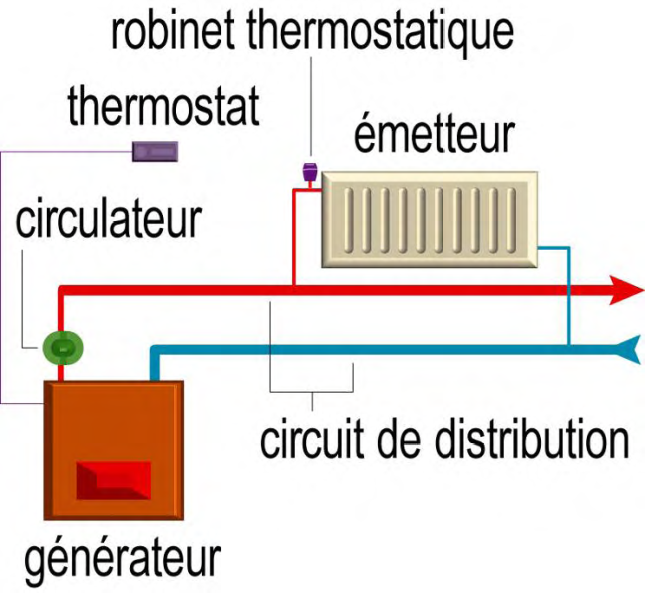 robinet thermostatique
thermostat
émetteur
circulateur
circuit de distribution
générateur